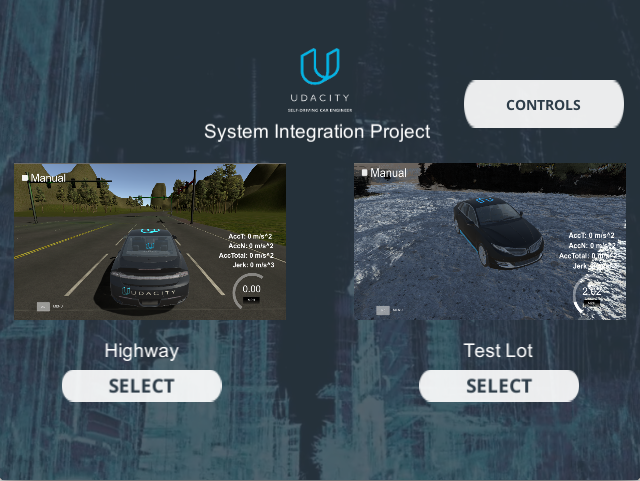 UDACITY
SELF-DRIVING CAR ENGINEER
CONTROLS
System Integration Project
Manual
AccT: 0 m/s^2
AccN: 0 m/s^2
AccTotal: 0 m/s^2
Jerk: 0 m/s^3
0.00
UDACITY
MENU
Manual
AccT: 0 m/s^2
AccN: 0 m/s^2
AccTotal: 0 m/s^2
Jerk: 0 m/s^3
Highway
Test Lot
SELECT
SELECT